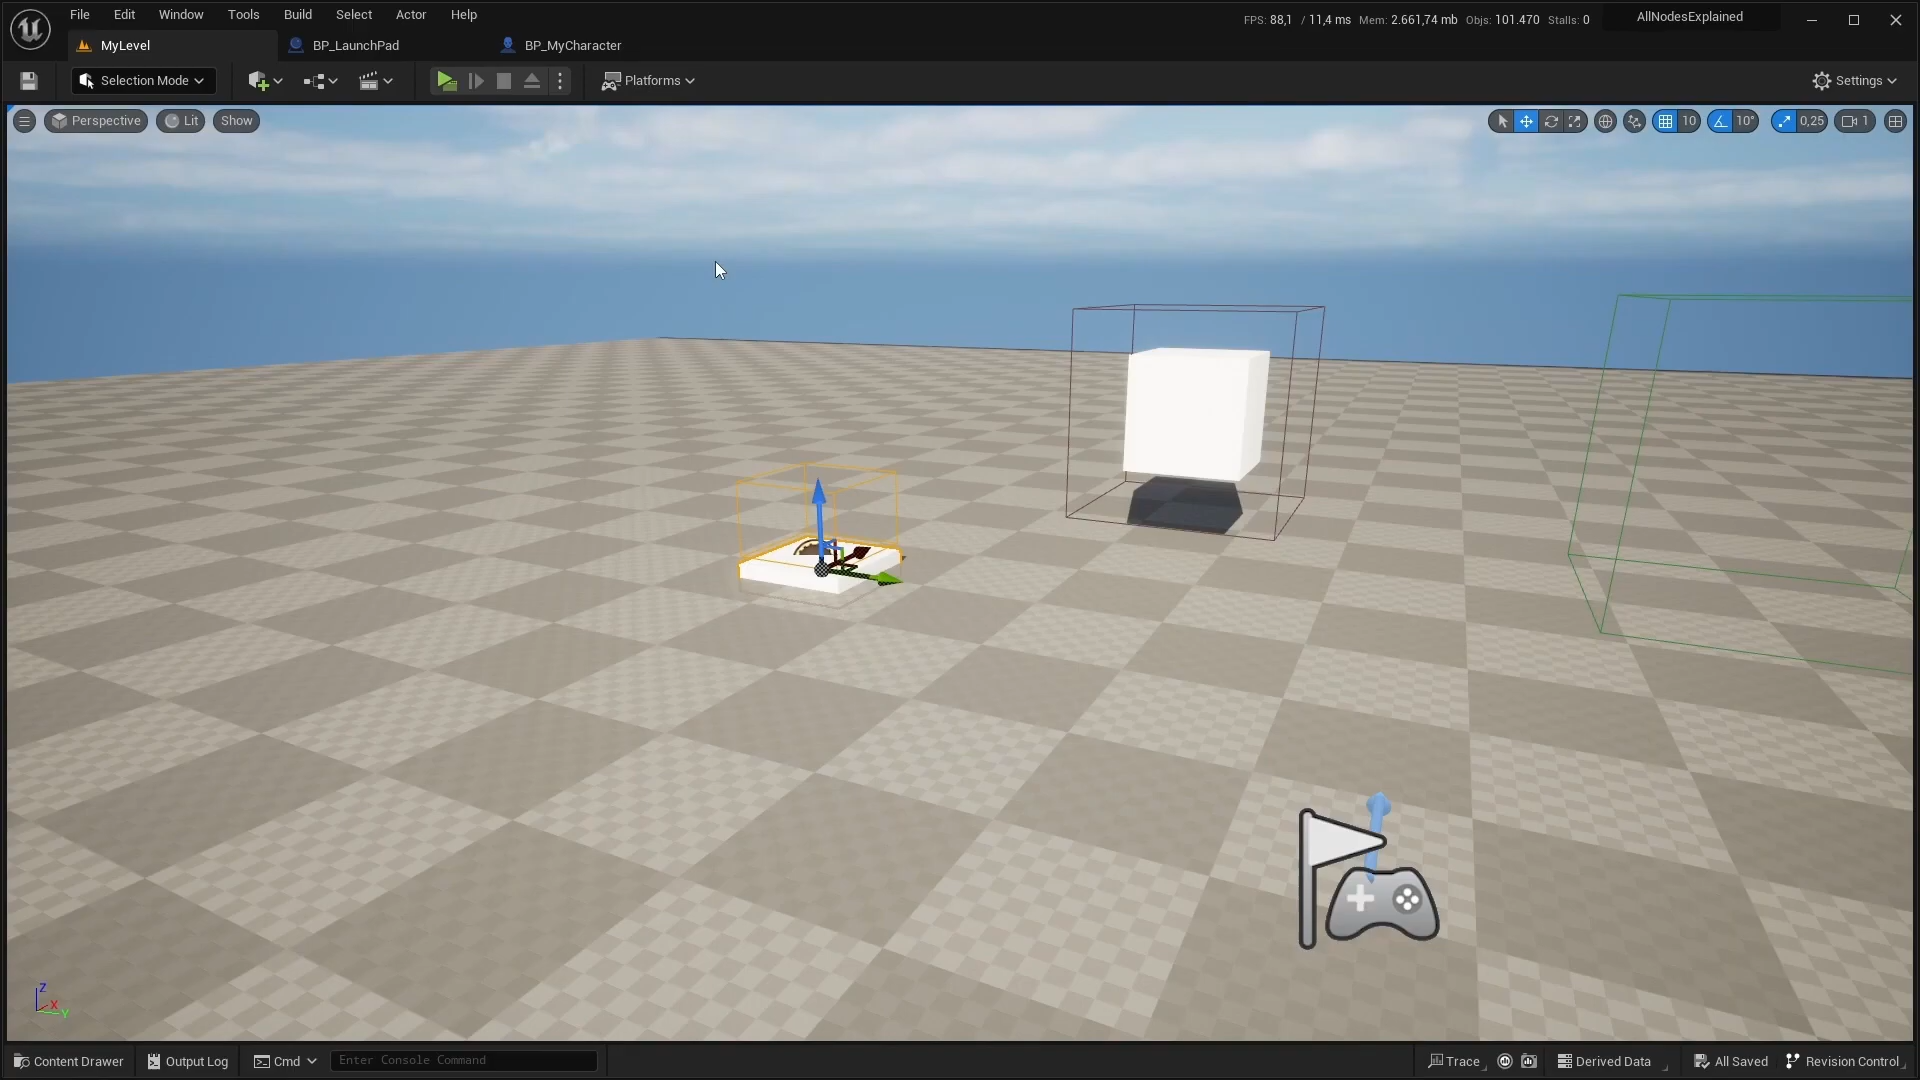 File Edit Window Tools Build Select Actor Help
FPS: 88,1 / 11,4 ms Mem: 2.661,74 mb Objs: 101.470 Stalls: 0
AllNodesExplained
MyLevel
BP_LaunchPad
BP_MyCharacter
Selection Mode
Platforms
Settings
Perspective
Lit
Show
10
10°
0,25
1
Z
X
Y
Content Drawer
Output Log
Cmd
Enter Console Command
Trace
Derived Data
All Saved
Revision Control